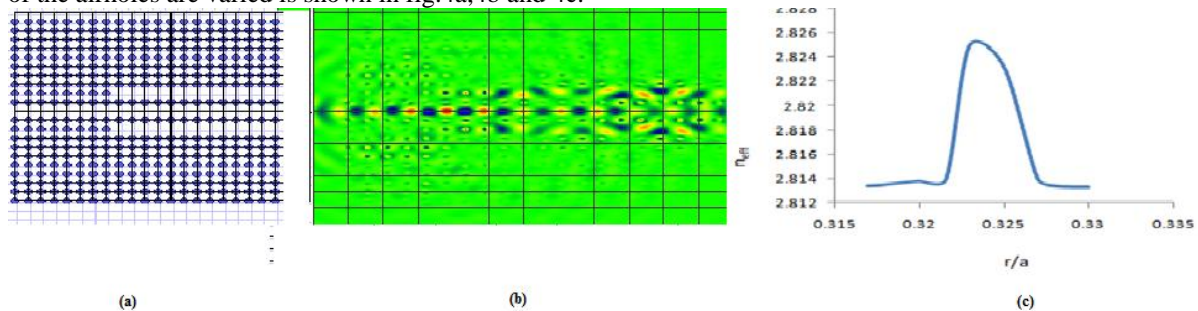 of the airholes are varied is shown in fig.4a,4b and 4c.
2.828
2.826
2.824
2.822
2.82
2.818
2.816
2.814
2.812
n_eff
0.315 0.32 0.325 0.33 0.335
r/a
(a) (b) (c)